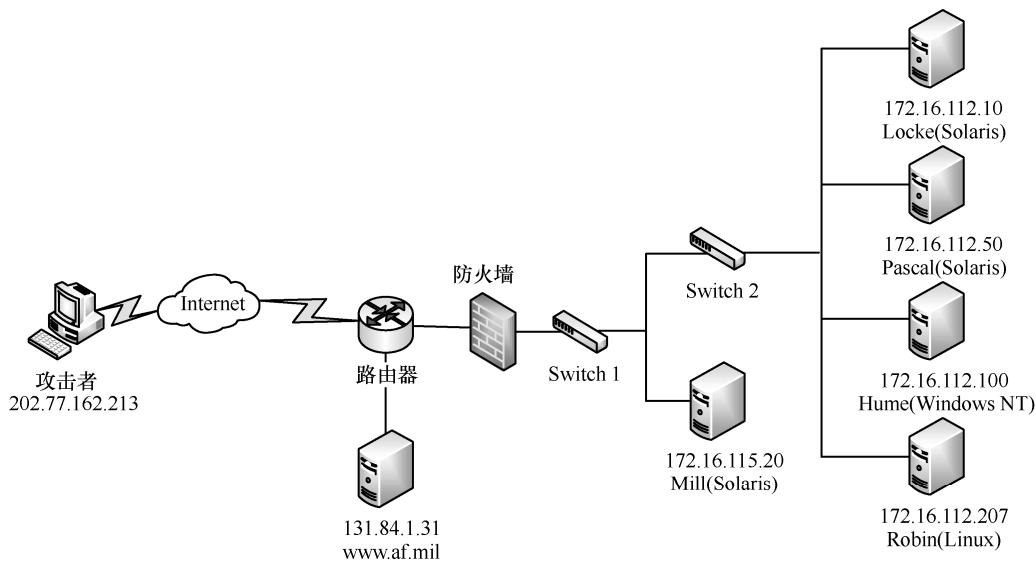 172.16.112.10
Locke(Solaris)
172.16.112.50
Pascal(Solaris)
防火墙
Internet
Switch 2
路由器
Switch 1
攻击者
202.77.162.213
172.16.112.100
Hume(Windows NT)
172.16.115.20
Mill(Solaris)
131.84.1.31
www.af.mil
172.16.112.207
Robin(Linux)